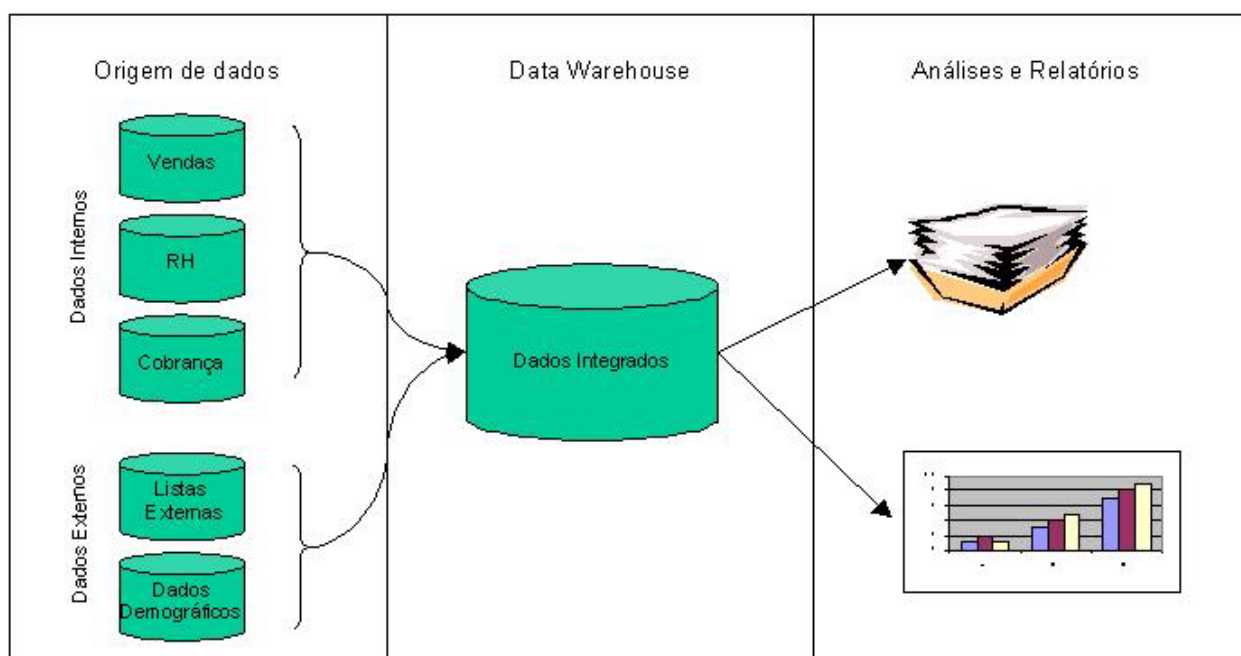 Origem de dados
Data Warehouse
Análises e Relatórios
Dados Internos
Vendas
RH
Cobrança
Dados Integrados
Dados Externos
Listas
Externas
Dados
Demográficos